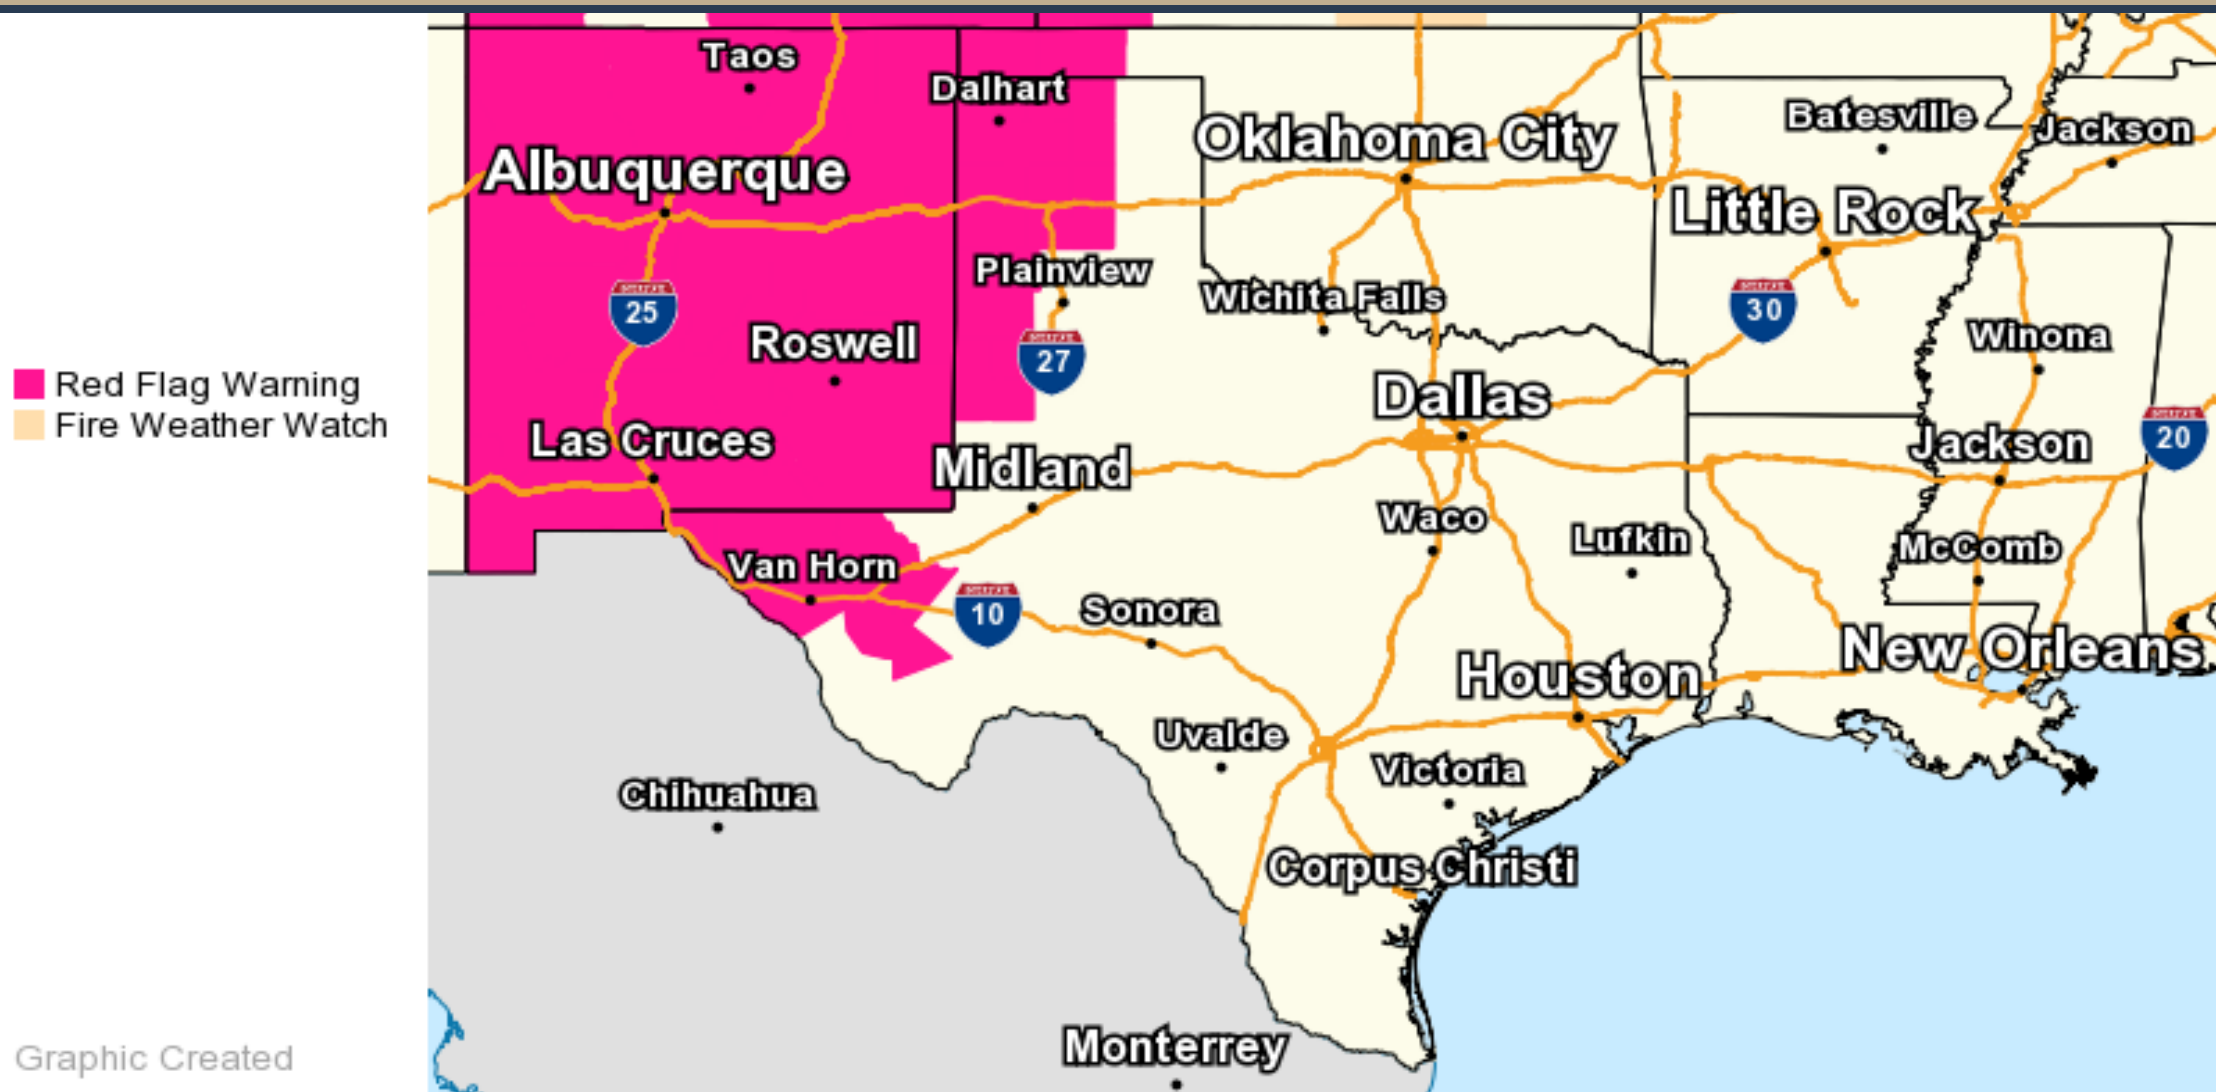 Taos
Dalhart
Oklahoma City
Batesville
Jackson
Albuquerque
Little Rock
Plainview
Wichita Falls
25
30
Roswell
27
Winona
Red Flag Warning
Fire Weather Watch
Dallas
Las Cruces
Midland
Jackson
20
Waco
Lufkin
McComb
Van Horn
10
Sonora
New Orleans
Houston
Uvalde
Victoria
Chihuahua
Corpus Christi
Graphic Created
Monterrey